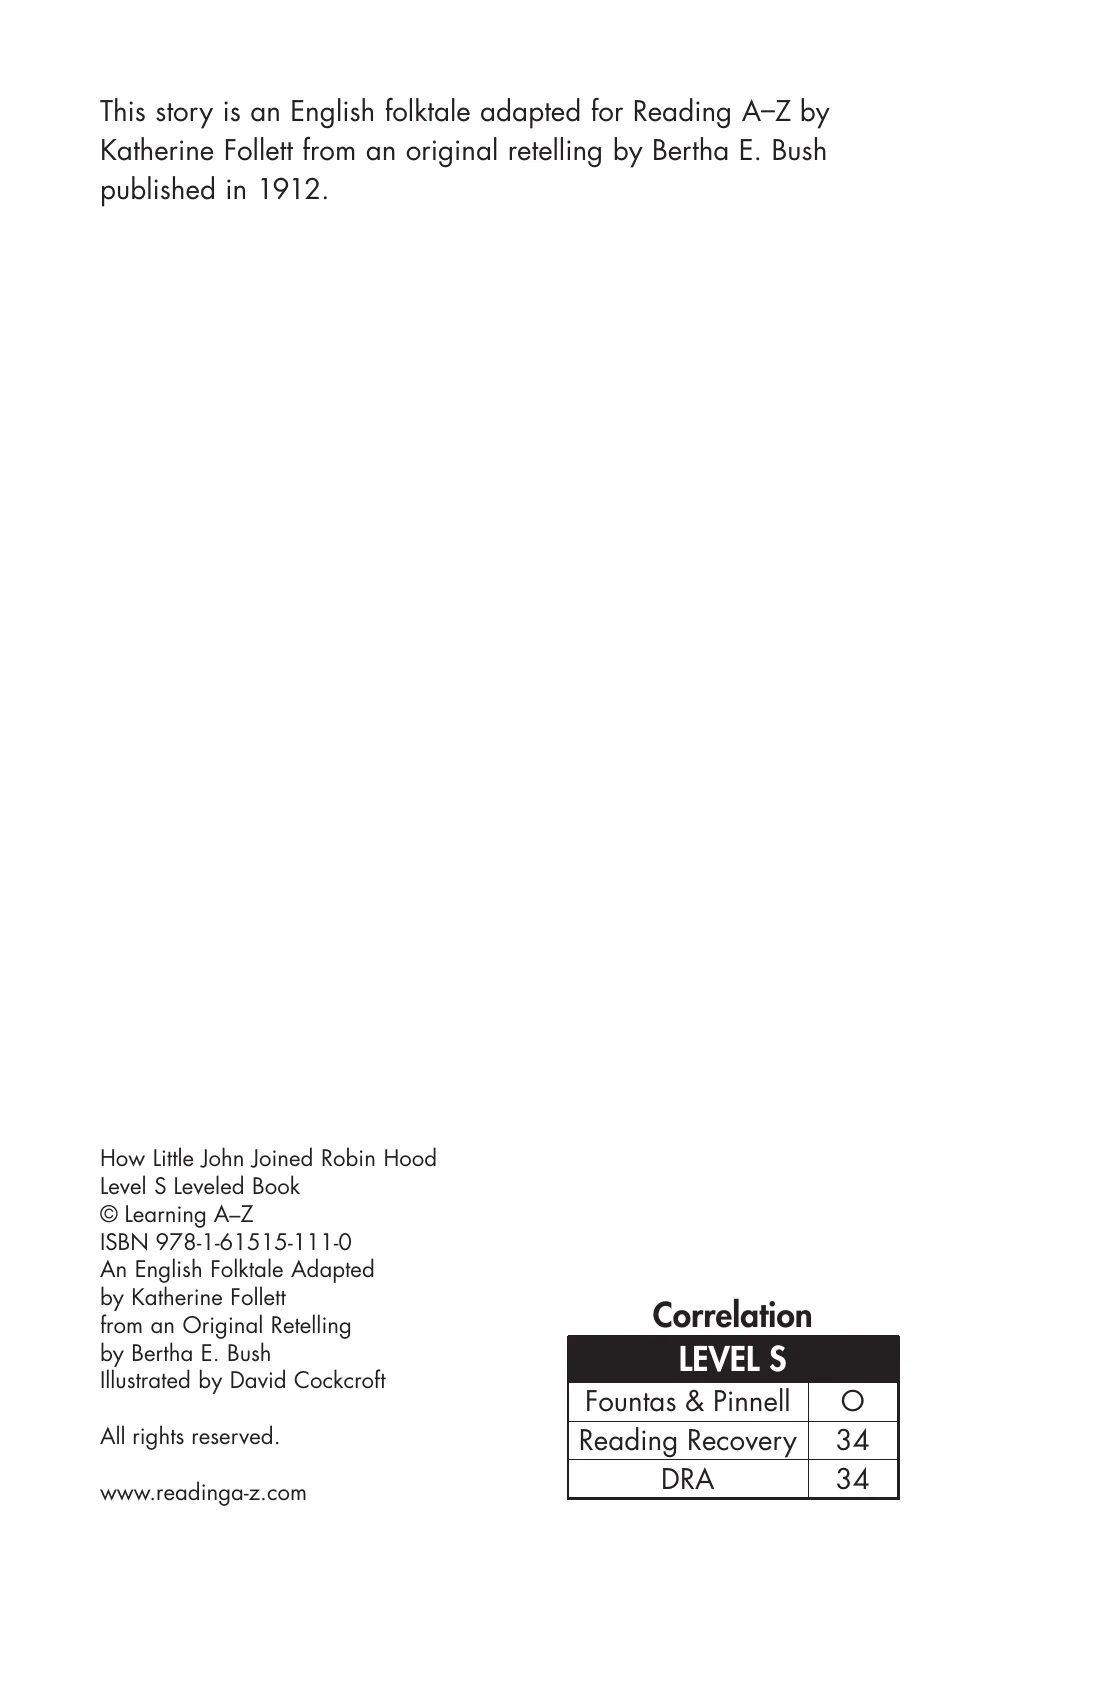 This story is an English folktale adapted for Reading A–Z by
Katherine Follett from an original retelling by Bertha E. Bush
published in 1912.
How Little John Joined Robin Hood
Level S Leveled Book
© Learning A–Z
ISBN 978-1-61515-111-0
An English Folktale Adapted
by Katherine Follett
from an Original Retelling
by Bertha E. Bush
Illustrated by David Cockcroft
All rights reserved.
www.readinga-z.com
Correlation
LEVEL S
Fountas & Pinnell O
Reading Recovery 34
DRA 34